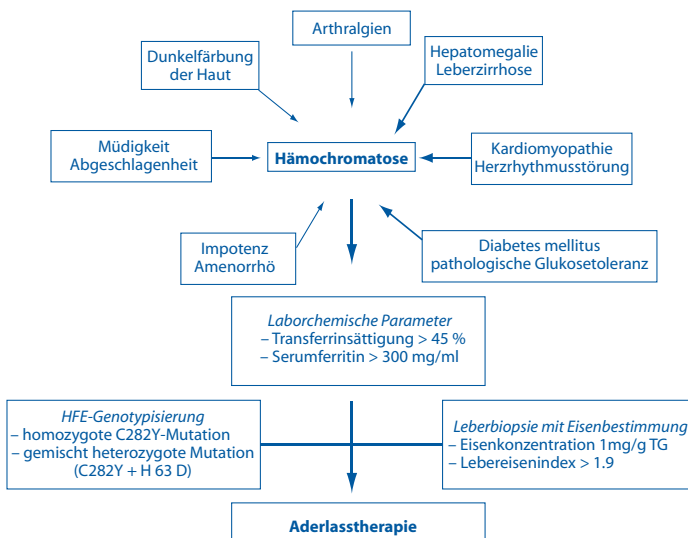 Arthralgien
Dunkelfärbung
der Haut
Hepatomegalie
Leberzirrhose
Müdigkeit
Abgeschlagenheit
Hämochromatose
Kardiomyopathie
Herzrhythmusstörung
Impotenz
Amenorrhö
Diabetes mellitus
pathologische Glukosetoleranz
Laborchemische Parameter
– Transferrinsättigung > 45 %
– Serumferritin > 300 mg/ml
HFE-Genotypisierung
– homozygote C282Y-Mutation
– gemischt heterozygote Mutation
(C282Y + H 63 D)
Leberbiopsie mit Eisenbestimmung
– Eisenkonzentration 1mg/g TG
– Lebereisenindex > 1.9
Aderlasstherapie